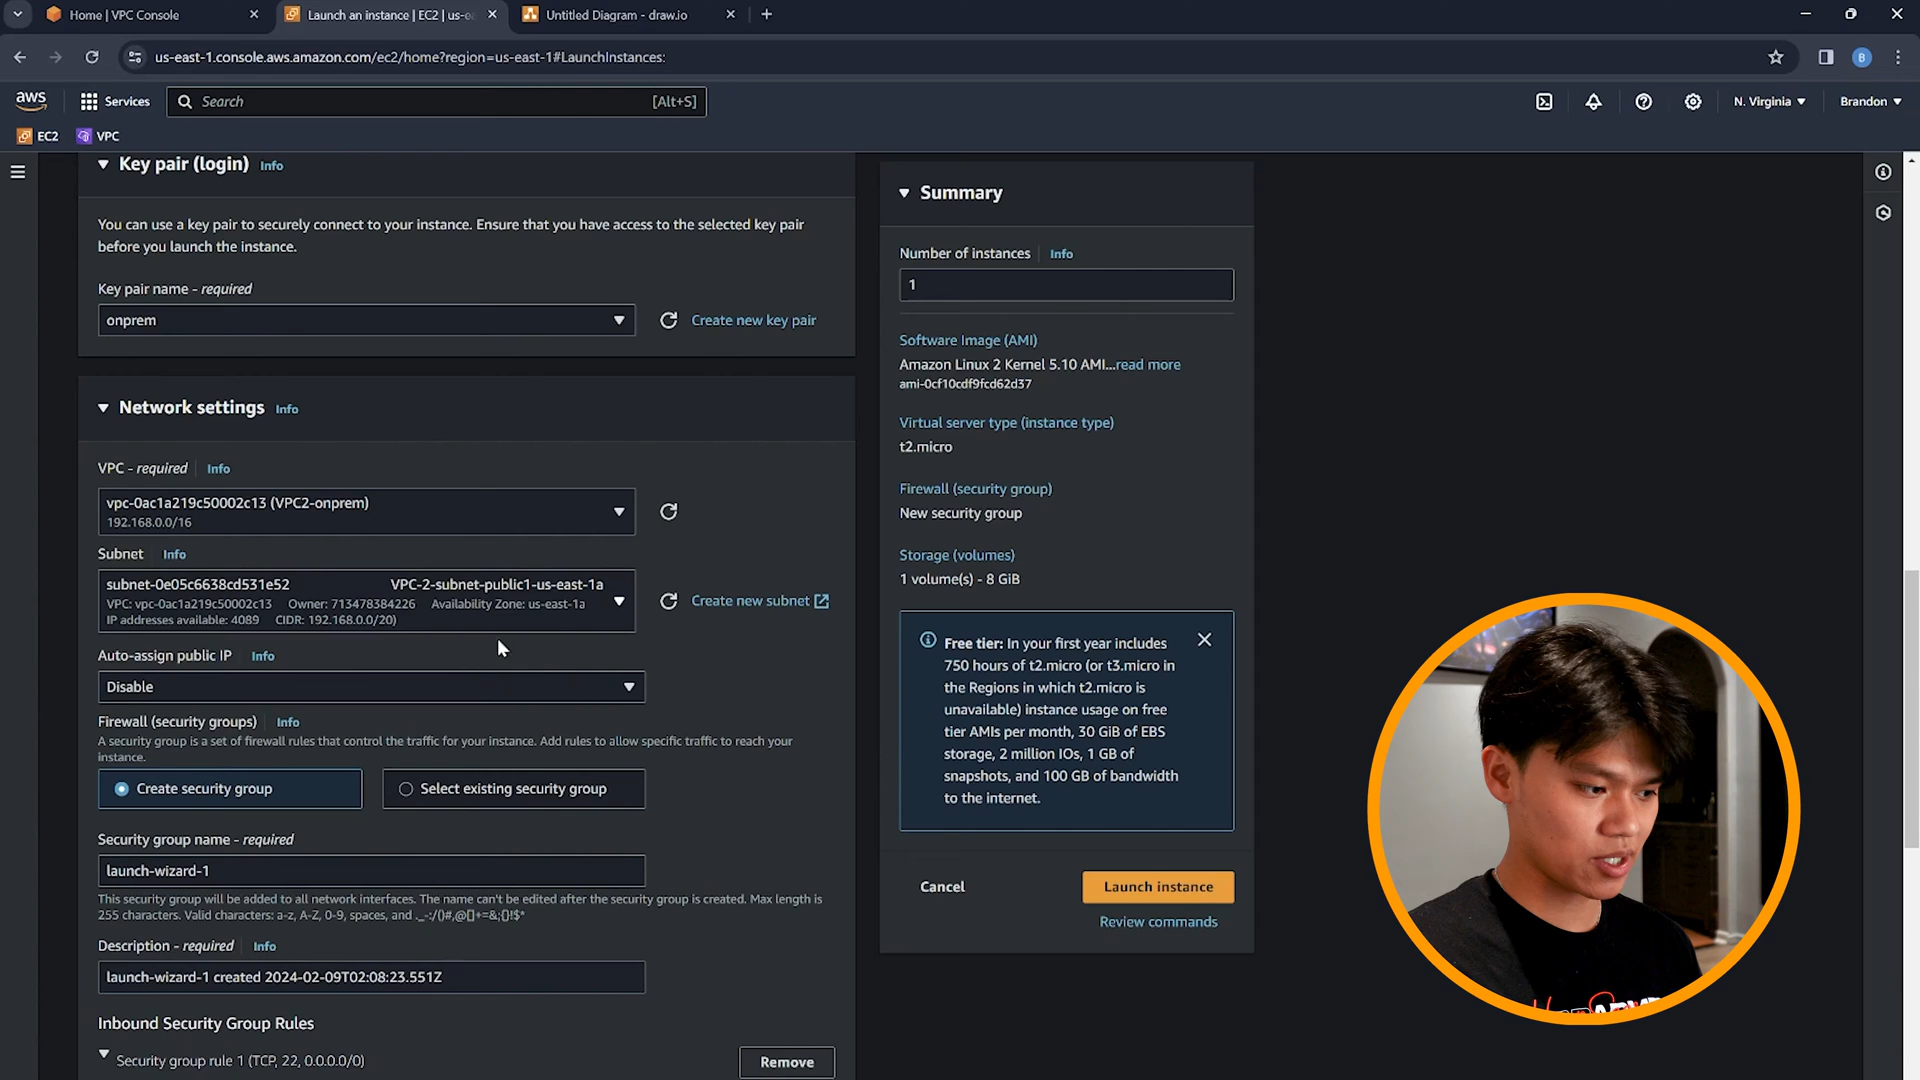 Home | VPC Console
Launch an instance | EC2 | us-ea
Untitled Diagram - draw.io
us-east-1.console.aws.amazon.com/ec2/home?region=us-east-1#LaunchInstances:
aws
Services
Search
[Alt+S]
N. Virginia
Brandon
B
EC2
VPC
Key pair (login) Info
You can use a key pair to securely connect to your instance. Ensure that you have access to the selected key pair
before you launch the instance.
Key pair name - required
onprem
Create new key pair
Network settings Info
VPC - required Info
vpc-0ac1a219c50002c13 (VPC2-onprem)
192.168.0.0/16
Subnet Info
subnet-0e05c6638cd531e52 VPC-2-subnet-public1-us-east-1a
VPC: vpc-0ac1a219c50002c13 Owner: 713478384226 Availability Zone: us-east-1a
IP addresses available: 4089 CIDR: 192.168.0.0/20)
Create new subnet
Auto-assign public IP Info
Disable
Firewall (security groups) Info
A security group is a set of firewall rules that control the traffic for your instance. Add rules to allow specific traffic to reach your
instance.
Create security group
Select existing security group
Security group name - required
launch-wizard-1
This security group will be added to all network interfaces. The name can't be edited after the security group is created. Max length is
255 characters. Valid characters: a-z, A-Z, 0-9, spaces, and ._-:/()#,@[]+=&;{}!$*
Description - required Info
launch-wizard-1 created 2024-02-09T02:08:23.551Z
Inbound Security Group Rules
Security group rule 1 (TCP, 22, 0.0.0.0/0)
Remove
Summary
Number of instances Info
1
Software Image (AMI)
Amazon Linux 2 Kernel 5.10 AMI...read more
ami-0cf10cdf9fcd62d37
Virtual server type (instance type)
t2.micro
Firewall (security group)
New security group
Storage (volumes)
1 volume(s) - 8 GiB
Free tier: In your first year includes
750 hours of t2.micro (or t3.micro in
the Regions in which t2.micro is
unavailable) instance usage on free
tier AMIs per month, 30 GiB of EBS
storage, 2 million IOs, 1 GB of
snapshots, and 100 GB of bandwidth
to the internet.
Cancel
Launch instance
Review commands